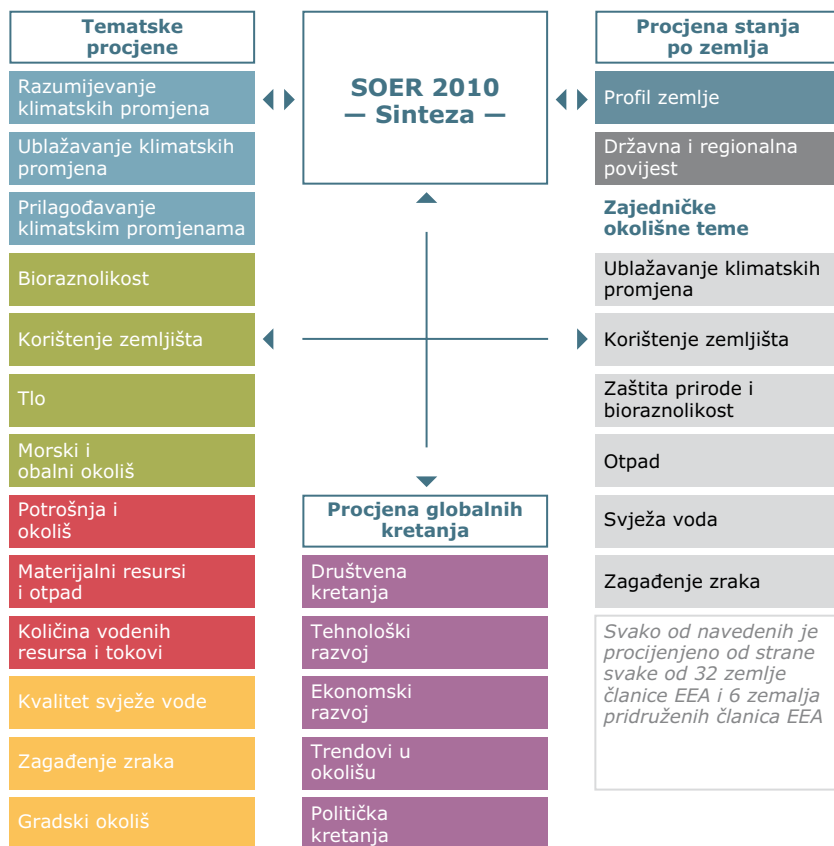 Tematske
procjene
Razumijevanje
klimatskih promjena
Ublažavanje klimatskih
promjena
Prilagođavanje
klimatskim promjenama
Bioraznolikost
Korištenje zemljišta
Tlo
Morski i
obalni okoliš
Potrošnja i
okoliš
Materijalni resursi
i otpad
Količina vodenih
resursa i tokovi
Kvalitet svježe vode
Zagađenje zraka
Gradski okoliš
SOER 2010
— Sinteza —
Procjena globalnih
kretanja
Društvena
kretanja
Tehnološki
razvoj
Ekonomski
razvoj
Trendovi u
okolišu
Politička
kretanja
Procjena stanja
po zemlja
Profil zemlje
Državna i regionalna
povijest
Zajedničke
okolišne teme
Ublažavanje klimatskih
promjena
Korištenje zemljišta
Zaštita prirode i
bioraznolikost
Otpad
Svježa voda
Zagađenje zraka
Svako od navedenih je
procijenjeno od strane
svake od 32 zemlje
članice EEA i 6 zemalja
pridruženih članica EEA